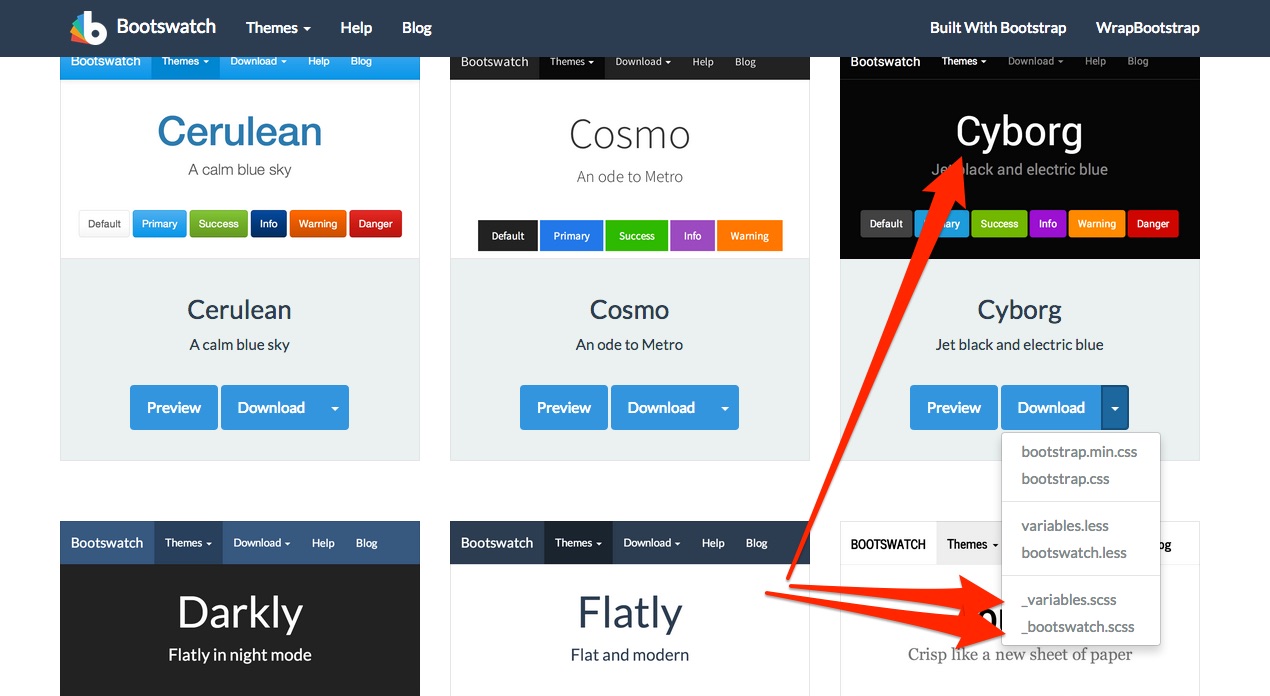 Bootswatch Themes Help Blog Built With Bootstrap WrapBootstrap
Bootswatch Themes Download Help Blog
Cerulean
A calm blue sky
Default Primary Success Info Warning Danger
Cerulean
A calm blue sky
Preview Download
Bootswatch Themes Download Help Blog
Cosmo
An ode to Metro
Default Primary Success Info Warning
Cosmo
An ode to Metro
Preview Download
Bootswatch Themes Download Help Blog
Cyborg
Jet black and electric blue
Default Success Info Warning Danger
Cyborg
Jet black and electric blue
Preview Download
bootstrap.min.css
bootstrap.css
variables.less
bootswatch.less
_variables.scss
_bootswatch.scss
Bootswatch Themes Download Help Blog
Darkly
Flatly in night mode
Bootswatch Themes Download Help Blog
Flatly
Flat and modern
BOOTSWATCH Themes
Crisp like a new sheet of paper